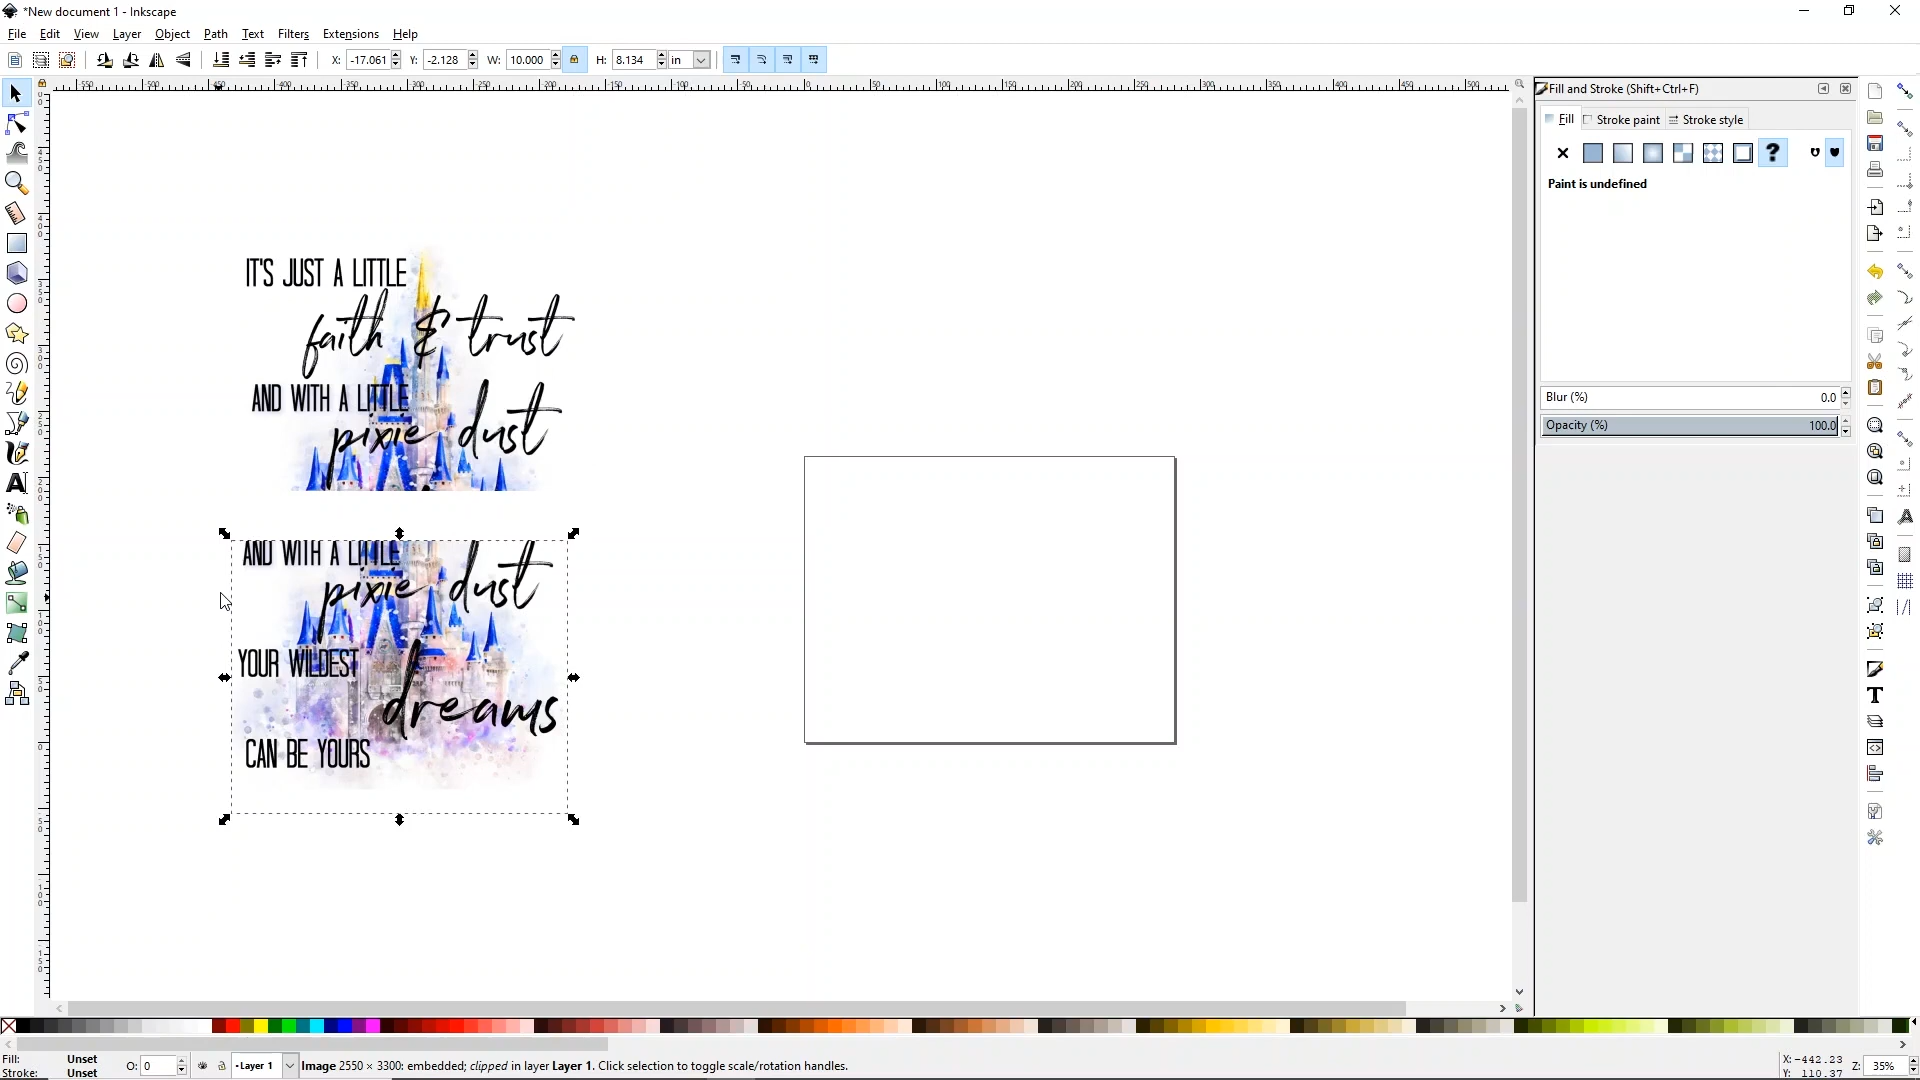 *New document 1 - Inkscape
File Edit View Layer Object Path Text Filters Extensions Help
X: -17.061 Y: -2.128 W: 10.000 H: 8.134 in
Fill and Stroke (Shift+Ctrl+F)
Fill Stroke paint Stroke style
Paint is undefined
Blur (%) 0.0
Opacity (%) 100.0
IT'S JUST A LITTLE
faith & trust
AND WITH A LITTLE
pixie dust
AND WITH A LITTLE
pixie dust
YOUR WILDEST
dreams
CAN BE YOURS
Fill: Unset
Stroke: Unset
O: 0
Layer 1
Image 2550 × 3300: embedded; clipped in layer Layer 1. Click selection to toggle scale/rotation handles.
X: -442.23
Y: 110.37
Z: 35%